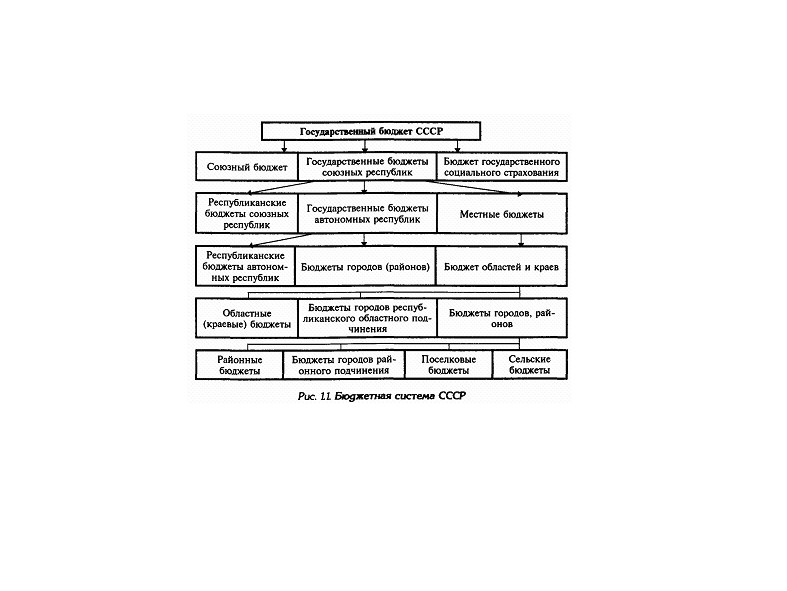 Государственный бюджет СССР
Союзный бюджет
Государственные бюджеты
союзных республик
Бюджет государственного
социального страхования
Республиканские
бюджеты союзных
республик
Государственные бюджеты
автономных республик
Местные бюджеты
Республиканские
бюджеты автоном-
ных республик
Бюджеты городов (районов)
Бюджет областей и краев
Областные
(краевые) бюджеты
Бюджеты городов респуб-
ликанского областного под-
чинения
Бюджеты городов, рай-
онов
Районные
бюджеты
Бюджеты городов рай-
онного подчинения
Поселковые
бюджеты
Сельские
бюджеты
Рис. 1.1. Бюджетная система СССР